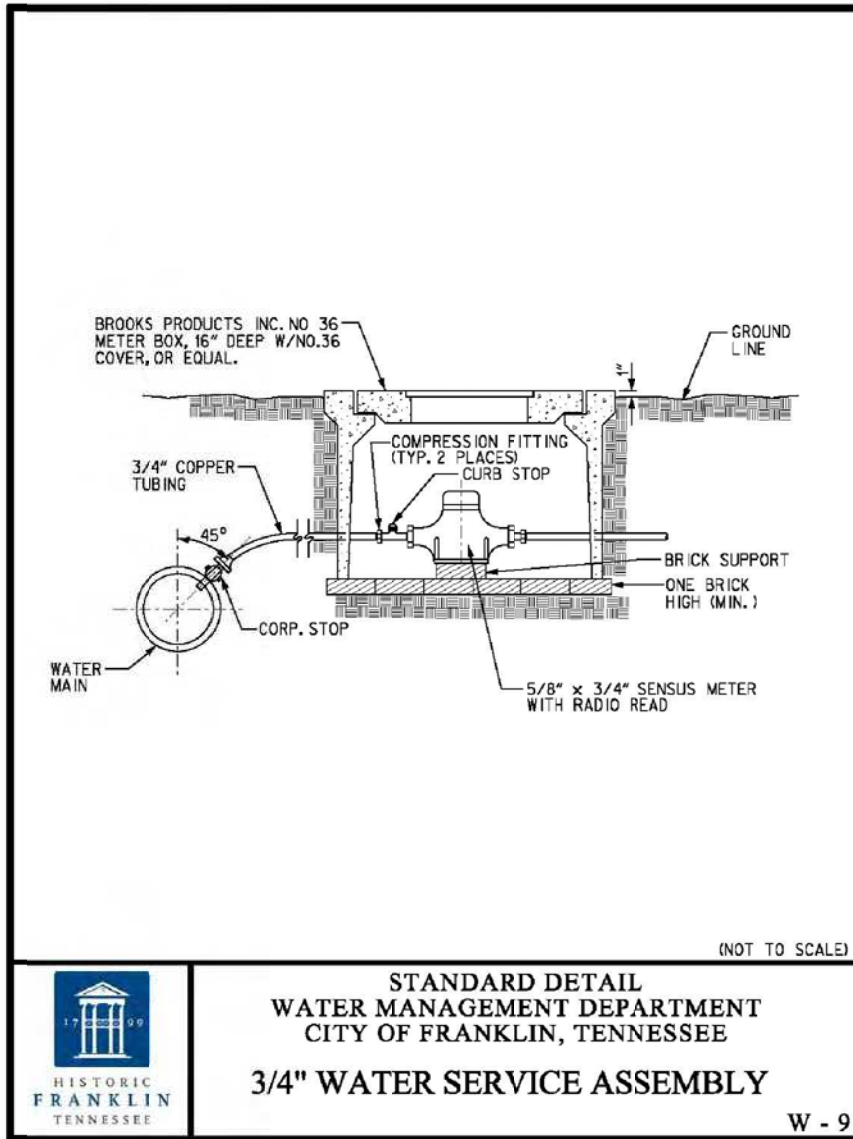 BROOKS PRODUCTS INC. NO 36
METER BOX, 16" DEEP W/NO.36
COVER, OR EQUAL.
GROUND
LINE
1"
COMPRESSION FITTING
(TYP. 2 PLACES)
CURB STOP
3/4" COPPER
TUBING
45°
BRICK SUPPORT
ONE BRICK
HIGH (MIN.)
CORP. STOP
WATER
MAIN
5/8" x 3/4" SENSUS METER
WITH RADIO READ
(NOT TO SCALE)
17 99
HISTORIC
FRANKLIN
TENNESSEE
STANDARD DETAIL
WATER MANAGEMENT DEPARTMENT
CITY OF FRANKLIN, TENNESSEE
3/4" WATER SERVICE ASSEMBLY
W - 9